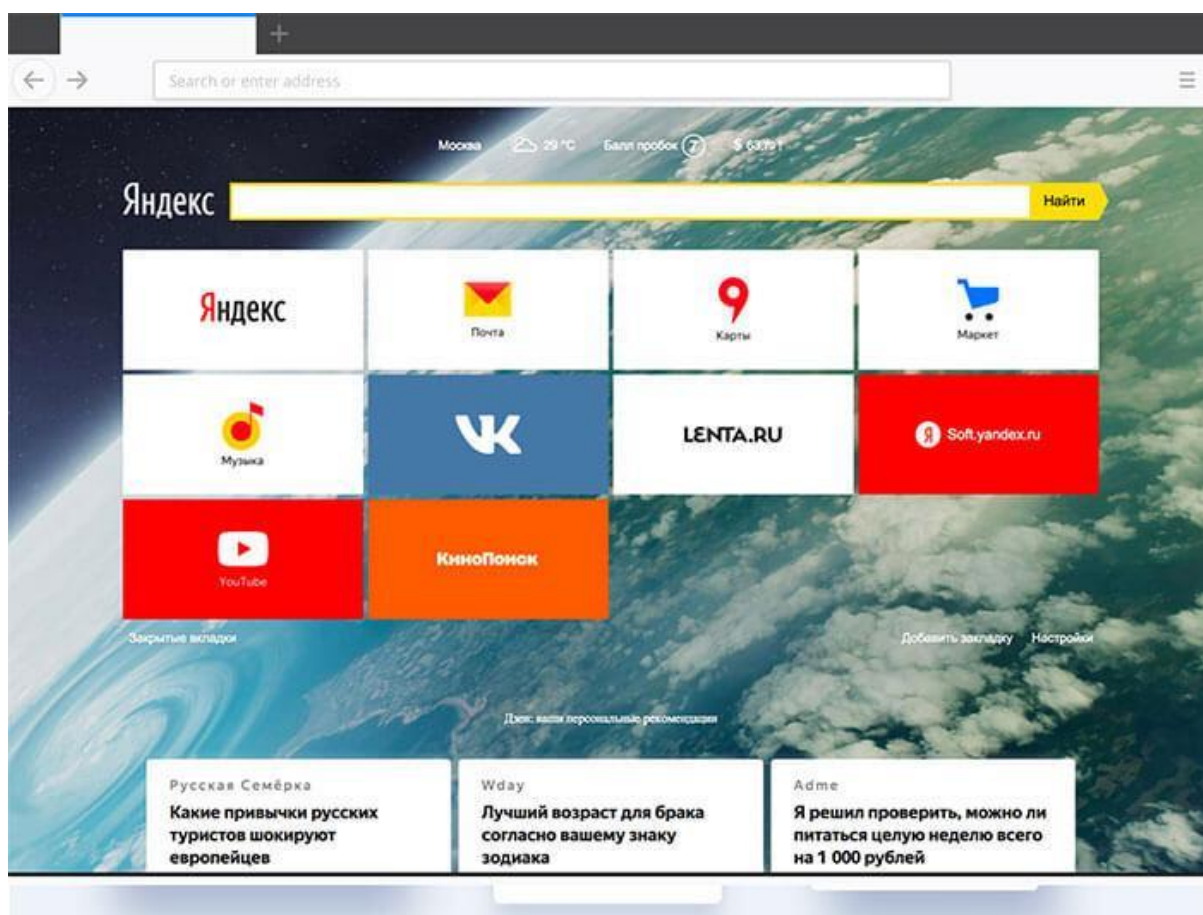 Search or enter address
Москва 29 °C Балл пробок 7
Яндекс Найти
Яндекс Почта Карты Маркет
Музыка VK LENTA.RU Я Soft.yandex.ru
YouTube КиноПоиск
Закрытые вкладки Добавить закладку Настройки
Дзен: ваши персональные рекомендации
Русская Семёрка
Какие привычки русских
туристов шокируют
европейцев
Wday
Лучший возраст для брака
согласно вашему знаку
зодиака
Adme
Я решил проверить, можно ли
питаться целую неделю всего
на 1 000 рублей